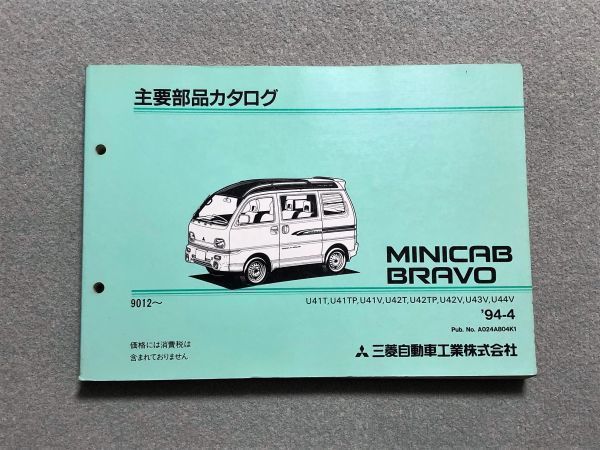 主要部品カタログ
MINICAB
BRAVO
9012〜
U41T,U41TP,U41V,U42T,U42TP,U42V,U43V,U44V
'94-4
Pub. No. A024A804K1
価格には消費税は
含まれておりません
三菱自動車工業株式会社